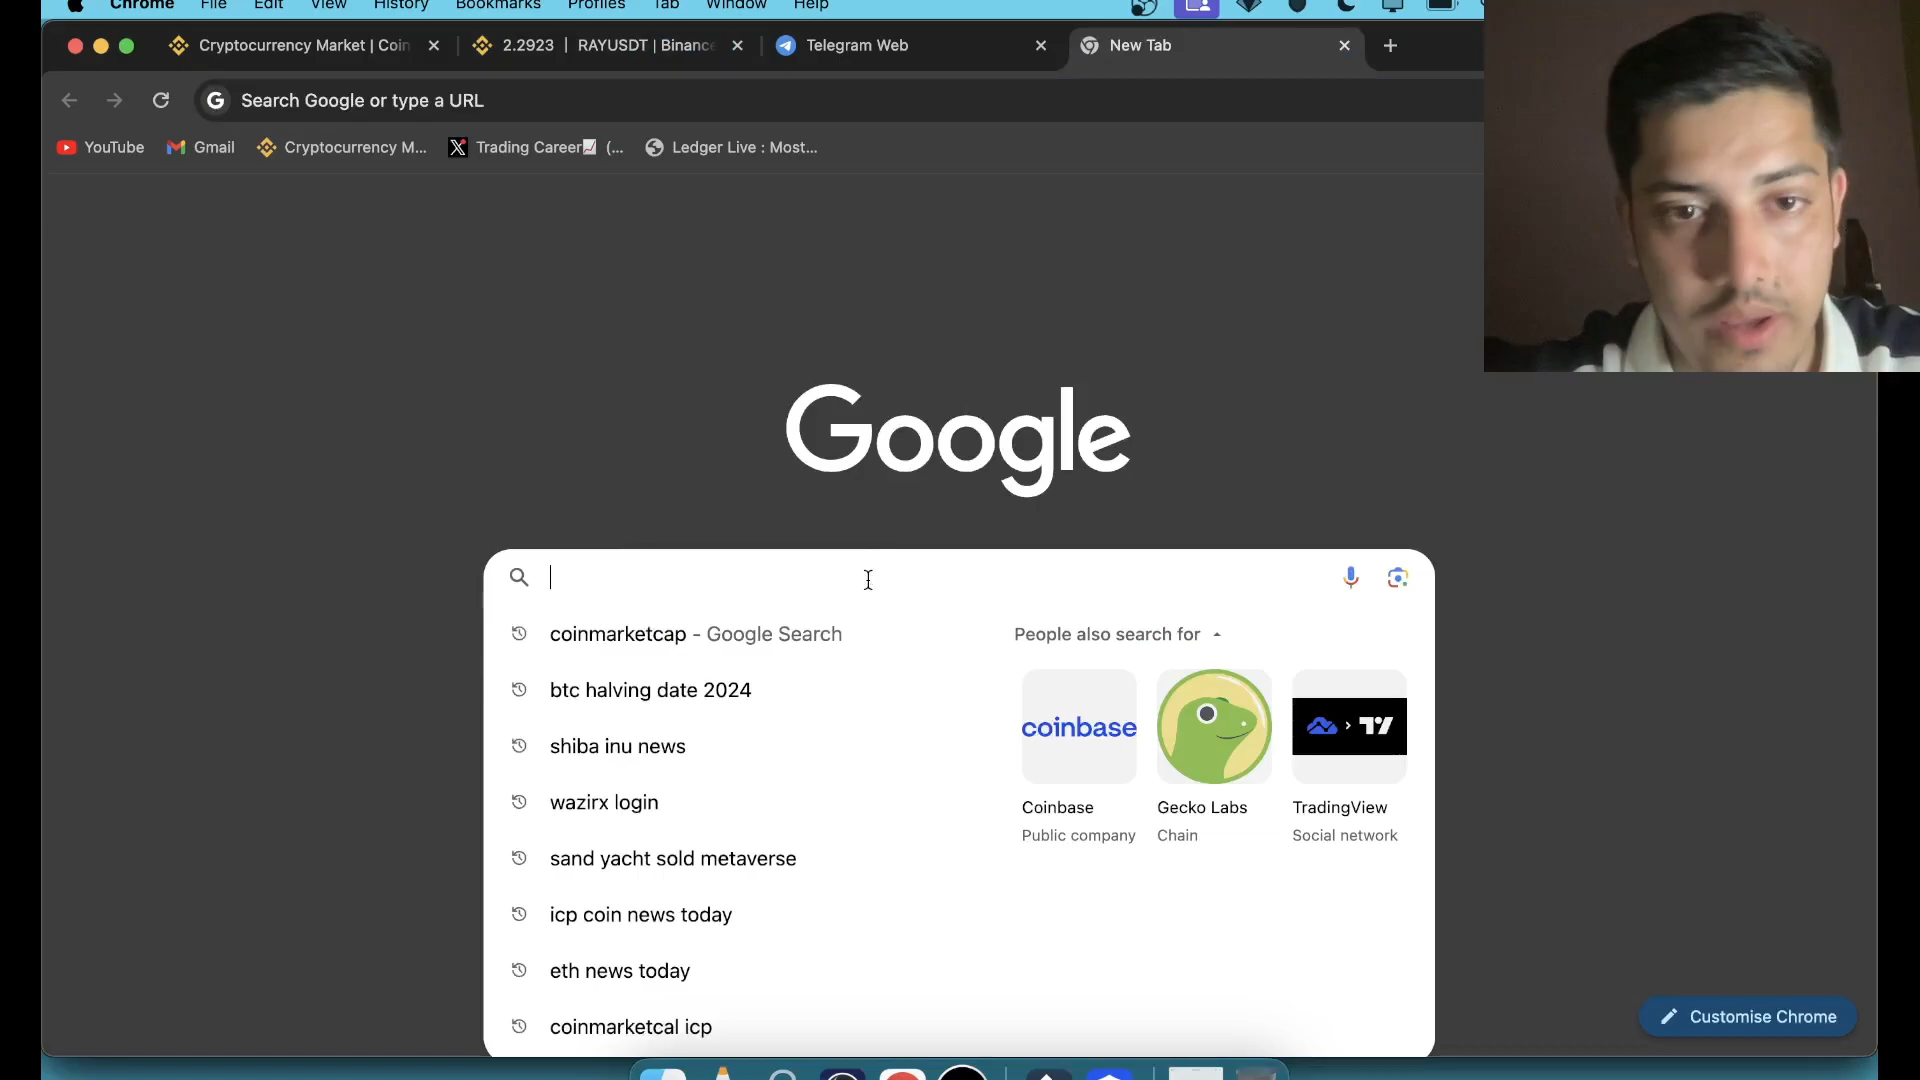 Chrome File Edit View History Bookmarks Profiles Tab Window Help
Cryptocurrency Market | Coin 2.2923 | RAYUSDT | Binance Telegram Web New Tab
Search Google or type a URL
YouTube Gmail Cryptocurrency M... Trading Career (... Ledger Live : Most...
Google
coinmarketcap - Google Search
btc halving date 2024
shiba inu news
wazirx login
sand yacht sold metaverse
icp coin news today
eth news today
coinmarketcal icp
People also search for
coinbase
Coinbase
Public company
Gecko Labs
Chain
TradingView
Social network
Customise Chrome